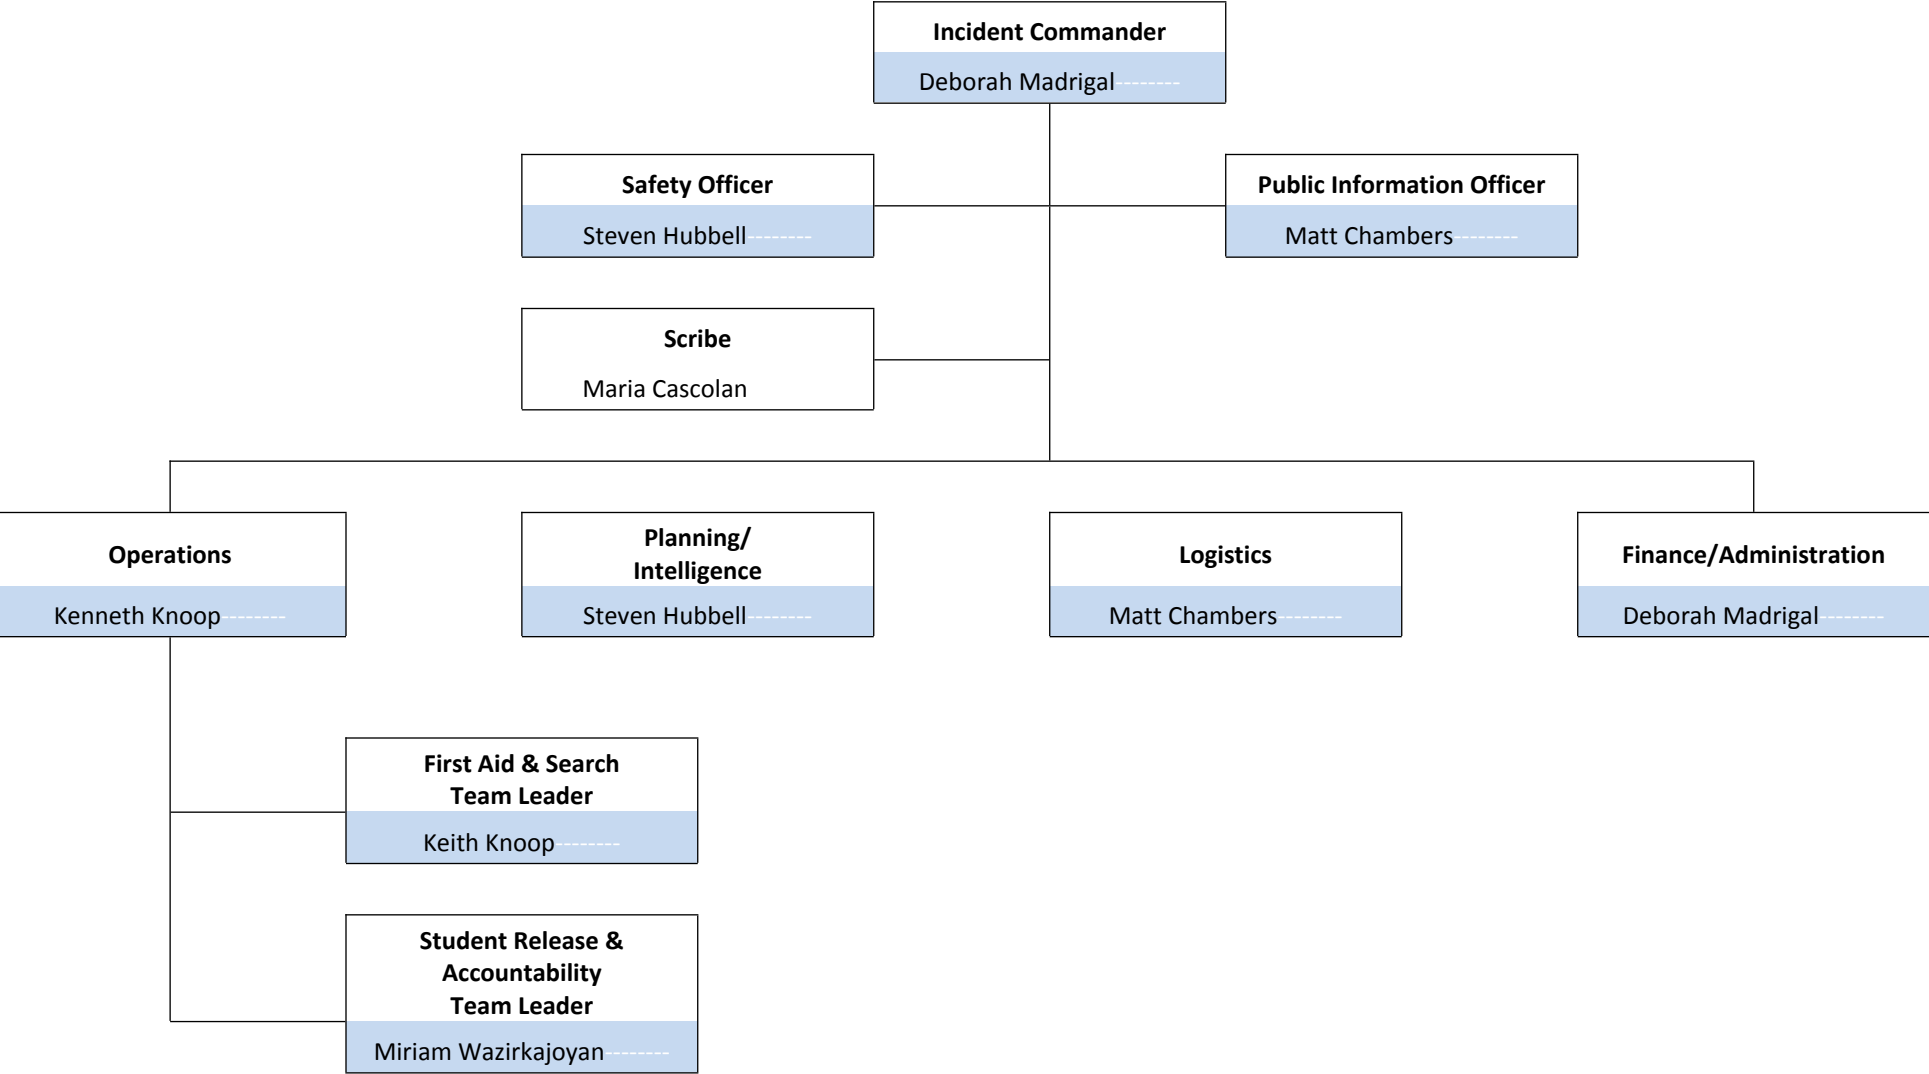 Incident Commander
Deborah Madrigal--------
Safety Officer
Steven Hubbell--------
Public Information Officer
Matt Chambers--------
Scribe
Maria Cascolan
Operations
Kenneth Knoop--------
Planning/
Intelligence
Steven Hubbell--------
Logistics
Matt Chambers--------
Finance/Administration
Deborah Madrigal--------
First Aid & Search
Team Leader
Keith Knoop--------
Student Release &
Accountability
Team Leader
Miriam Wazirkajoyan--------